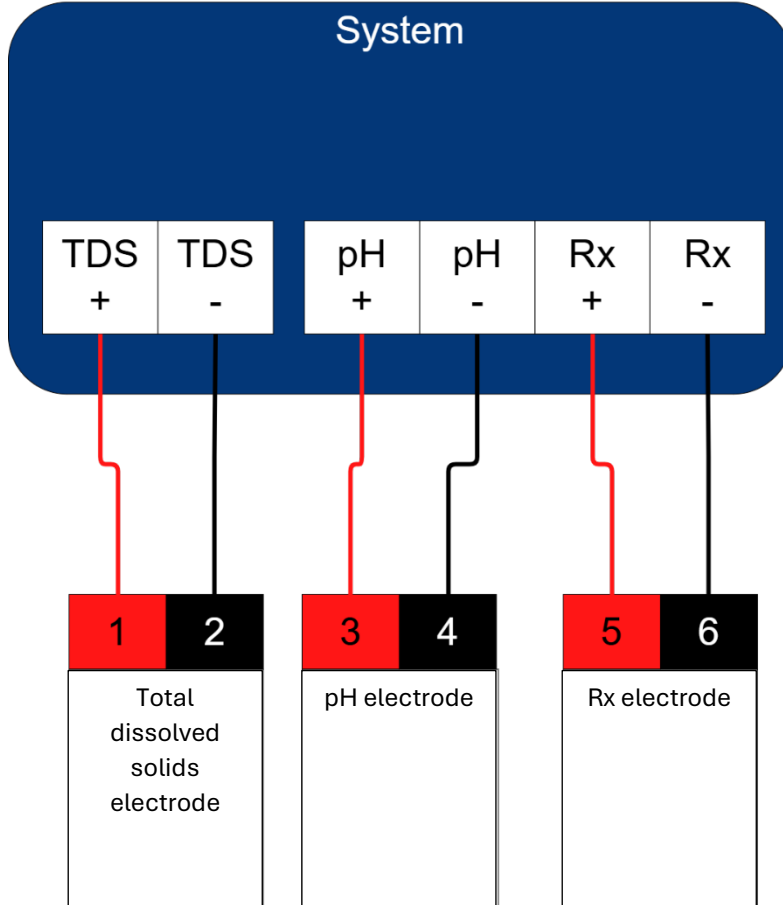 System
TDS TDS pH pH Rx Rx
+ - + - + -
1 2 3 4 5 6
Total
dissolved
solids
electrode
pH electrode
Rx electrode